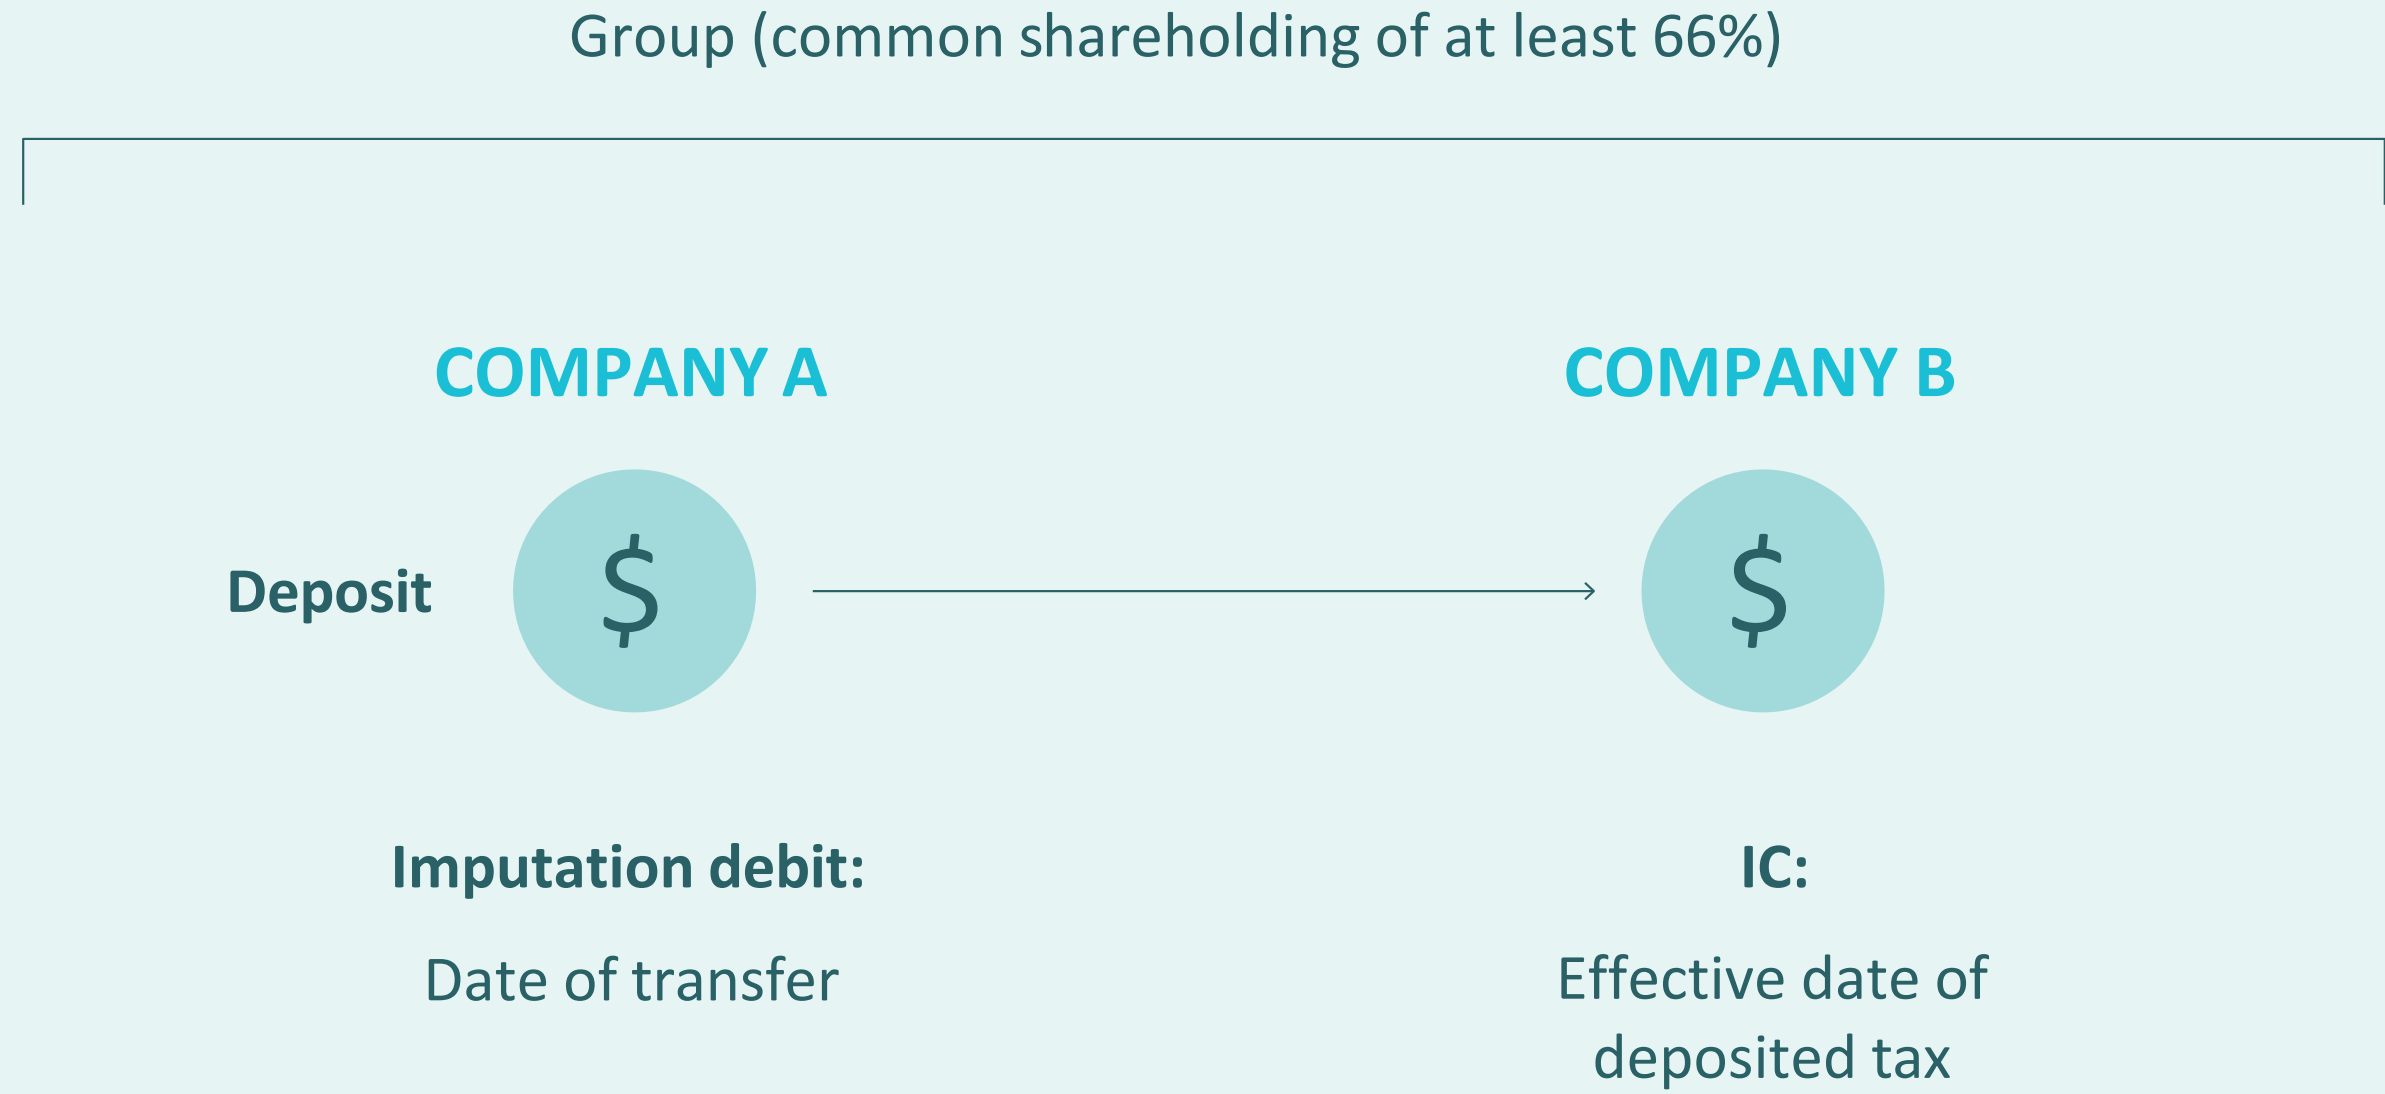 Group (common shareholding of at least 66%)
COMPANY A
COMPANY B
Deposit
$
$
Imputation debit:
Date of transfer
IC:
Effective date of
deposited tax